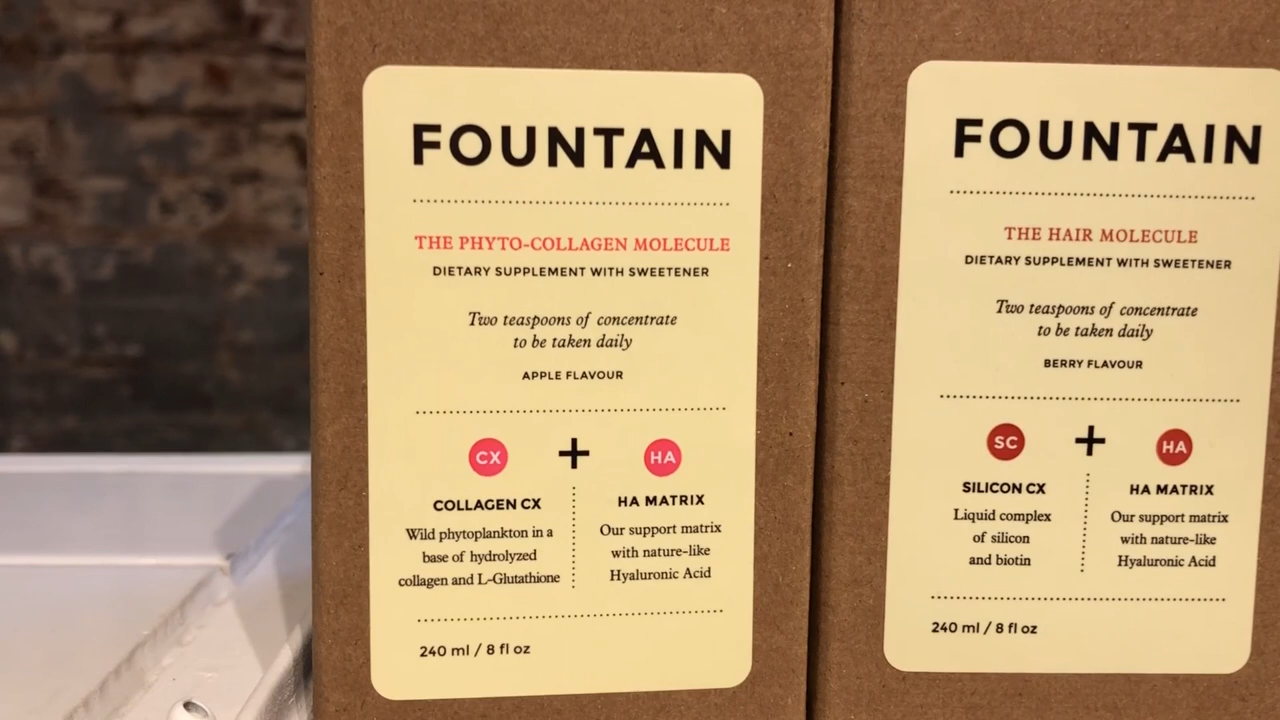 FOUNTAIN
THE PHYTO-COLLAGEN MOLECULE
DIETARY SUPPLEMENT WITH SWEETENER
Two teaspoons of concentrate
to be taken daily
APPLE FLAVOUR
CX + HA
COLLAGEN CX
Wild phytoplankton in a
base of hydrolyzed
collagen and L-Glutathione
HA MATRIX
Our support matrix
with nature-like
Hyaluronic Acid
240 ml / 8 fl oz
FOUNTAIN
THE HAIR MOLECULE
DIETARY SUPPLEMENT WITH SWEETENER
Two teaspoons of concentrate
to be taken daily
BERRY FLAVOUR
SC + HA
SILICON CX
Liquid complex
of silicon
and biotin
HA MATRIX
Our support matrix
with nature-like
Hyaluronic Acid
240 ml / 8 fl oz